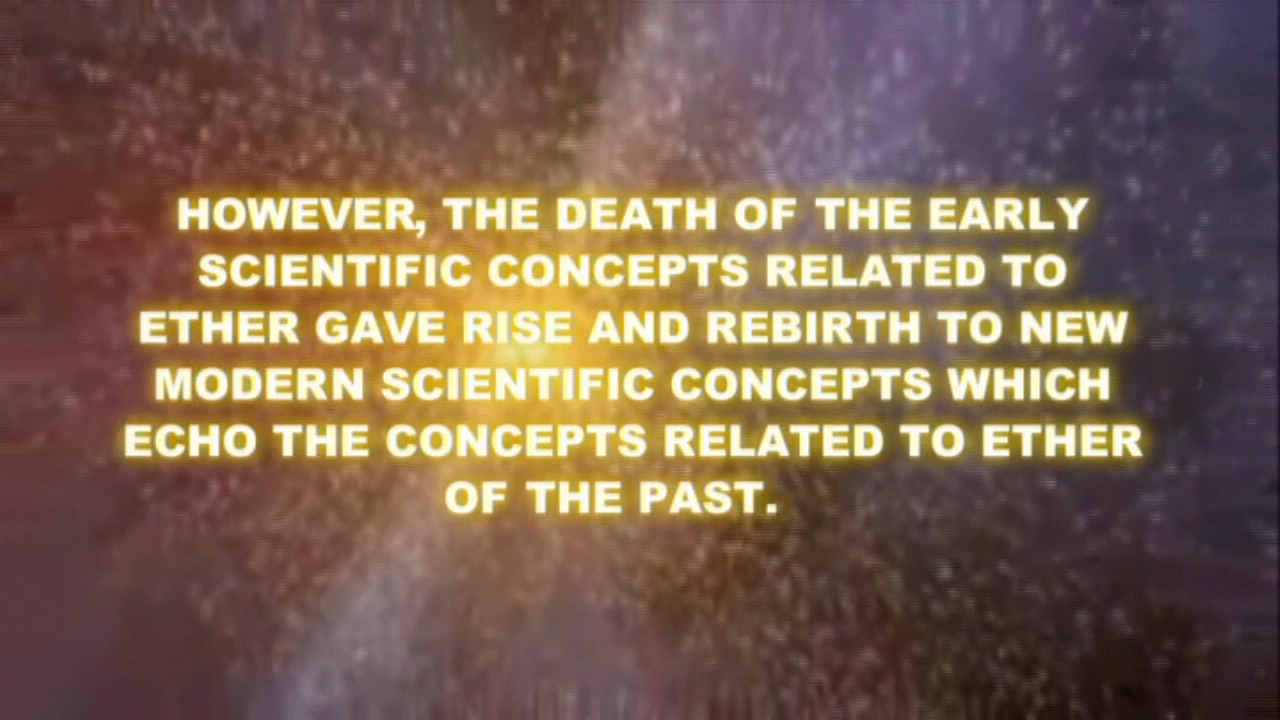 HOWEVER, THE DEATH OF THE EARLY
SCIENTIFIC CONCEPTS RELATED TO
ETHER GAVE RISE AND REBIRTH TO NEW
MODERN SCIENTIFIC CONCEPTS WHICH
ECHO THE CONCEPTS RELATED TO ETHER
OF THE PAST.